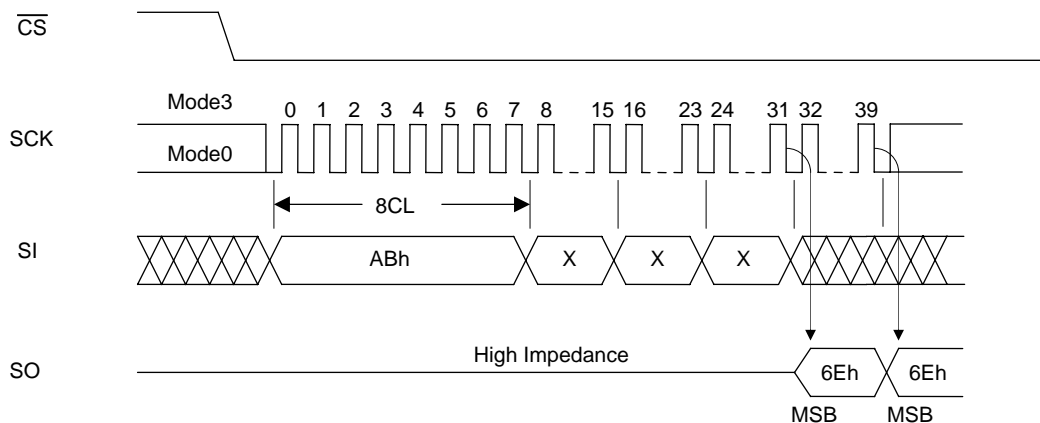 CS
Mode3
0 1 2 3 4 5 6 7 8 15 16 23 24 31 32 39
SCK
Mode0
8CL
SI
ABh X X X
High Impedance
SO
6Eh 6Eh
MSB MSB